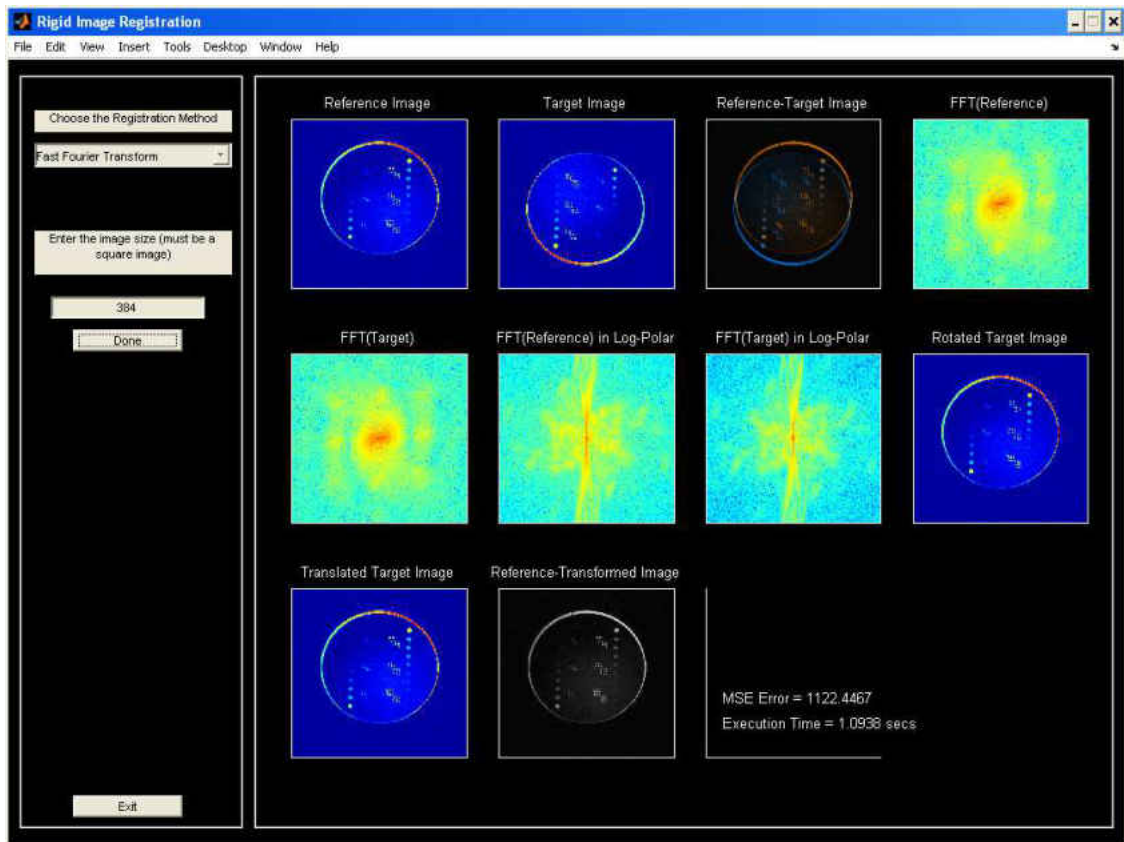 Rigid Image Registration
File Edit View Insert Tools Desktop Window Help
Choose the Registration Method
Fast Fourier Transform
Enter the image size (must be a
square image)
384
Done
Exit
Reference Image
Target Image
Reference-Target Image
FFT(Reference)
FFT(Target)
FFT(Reference) in Log-Polar
FFT(Target) in Log-Polar
Rotated Target Image
Translated Target Image
Reference-Transformed Image
MSE Error = 1122.4467
Execution Time = 1.0938 secs